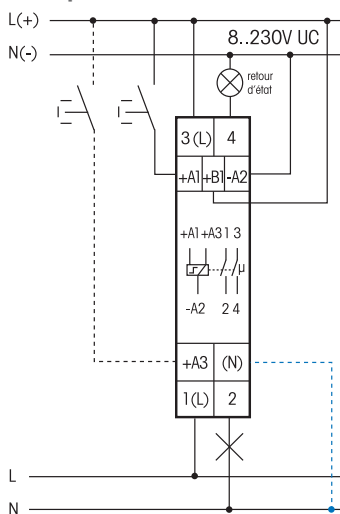 L(+)
8..230V UC
N(-)
retour
d'état
3(L) 4
+A1 +B1 -A2
+A1 +A3 1 3
µ
-A2 2 4
+A3 (N)
1(L) 2
L
N